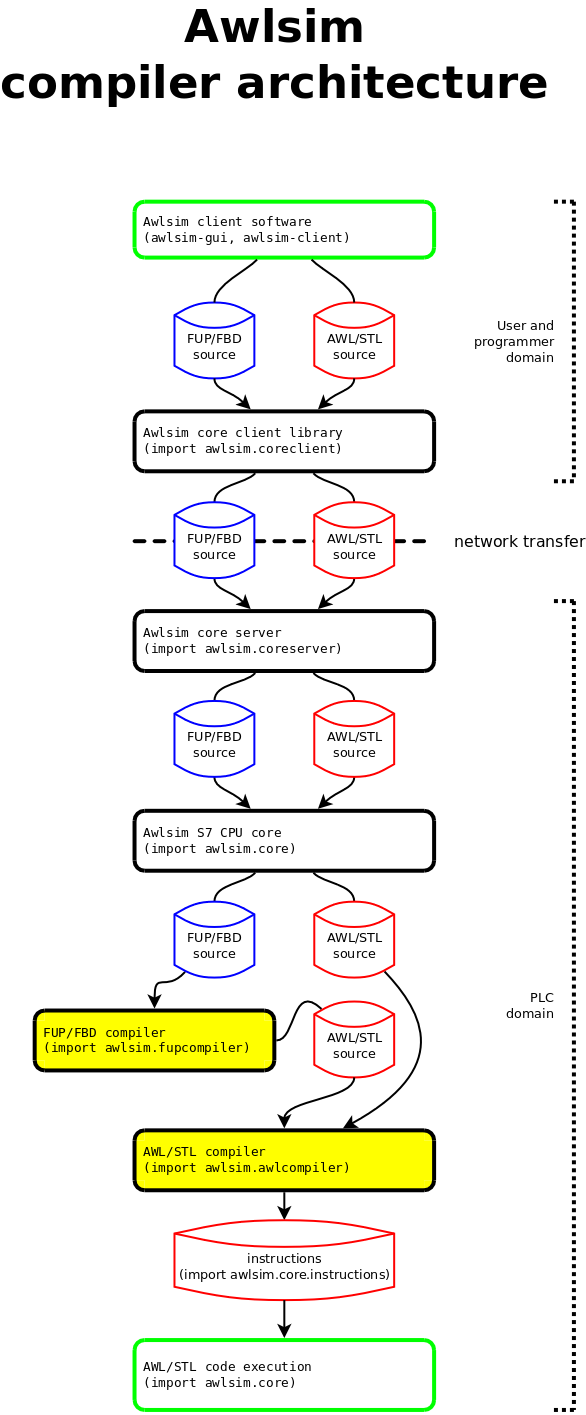 Awlsim
compiler architecture
Awlsim client software
(awlsim-gui, awlsim-client)
FUP/FBD
source
AWL/STL
source
User and
programmer
domain
Awlsim core client library
(import awlsim.coreclient)
FUP/FBD
source
AWL/STL
source
network transfer
Awlsim core server
(import awlsim.coreserver)
FUP/FBD
source
AWL/STL
source
Awlsim S7 CPU core
(import awlsim.core)
FUP/FBD
source
AWL/STL
source
PLC
domain
FUP/FBD compiler
(import awlsim.fupcompiler)
AWL/STL
source
AWL/STL compiler
(import awlsim.awlcompiler)
instructions
(import awlsim.core.instructions)
AWL/STL code execution
(import awlsim.core)